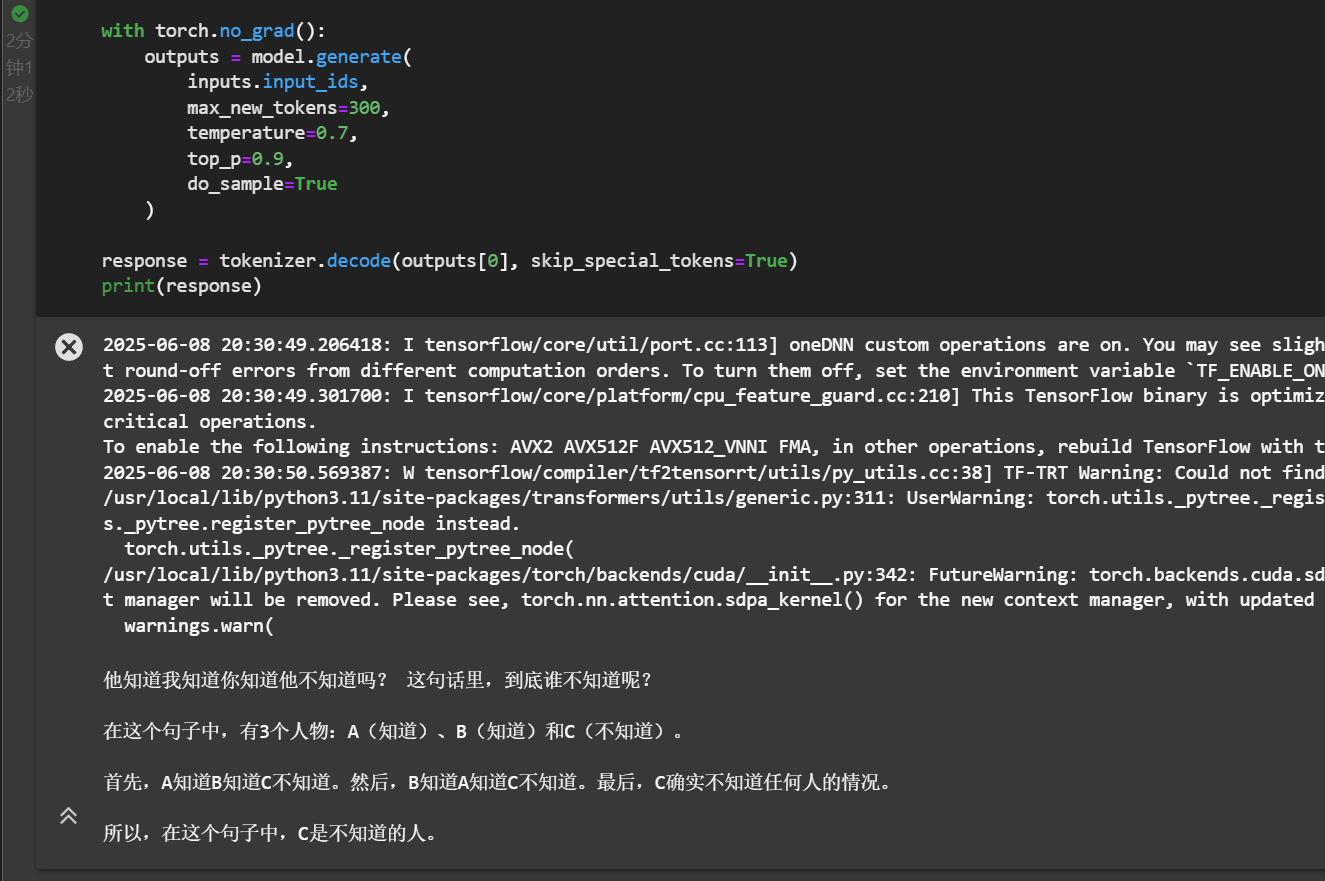 2分
钟1
2秒
with torch.no_grad():
outputs = model.generate(
inputs.input_ids,
max_new_tokens=300,
temperature=0.7,
top_p=0.9,
do_sample=True
)
response = tokenizer.decode(outputs[0], skip_special_tokens=True)
print(response)
2025-06-08 20:30:49.206418: I tensorflow/core/util/port.cc:113] oneDNN custom operations are on. You may see sligh
t round-off errors from different computation orders. To turn them off, set the environment variable `TF_ENABLE_ON
2025-06-08 20:30:49.301700: I tensorflow/core/platform/cpu_feature_guard.cc:210] This TensorFlow binary is optimiz
critical operations.
To enable the following instructions: AVX2 AVX512F AVX512_VNNI FMA, in other operations, rebuild TensorFlow with t
2025-06-08 20:30:50.569387: W tensorflow/compiler/tf2tensorrt/utils/py_utils.cc:38] TF-TRT Warning: Could not find
/usr/local/lib/python3.11/site-packages/transformers/utils/generic.py:311: UserWarning: torch.utils._pytree._regis
s._pytree.register_pytree_node instead.
torch.utils._pytree._register_pytree_node(
/usr/local/lib/python3.11/site-packages/torch/backends/cuda/__init__.py:342: FutureWarning: torch.backends.cuda.sd
t manager will be removed. Please see, torch.nn.attention.sdpa_kernel() for the new context manager, with updated
warnings.warn(
他知道我知道你知道他不知道吗？ 这句话里，到底谁不知道呢？
在这个句子中，有3个人物：A（知道）、B（知道）和C（不知道）。
首先，A知道B知道C不知道。然后，B知道A知道C不知道。最后，C确实不知道任何人的情况。
所以，在这个句子中，C是不知道的人。